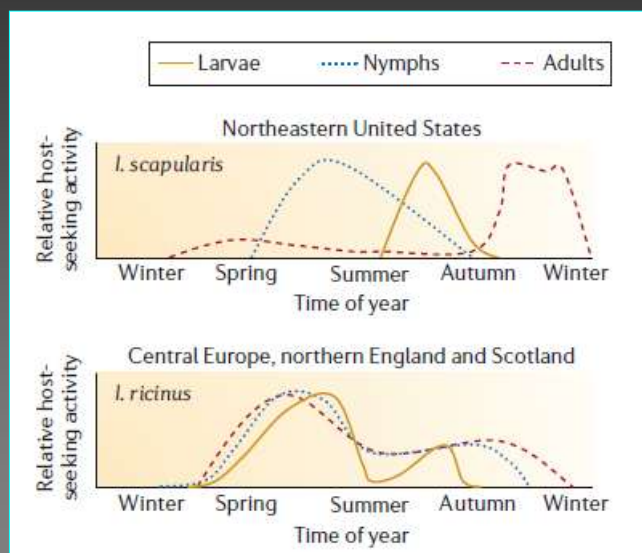 Larvae Nymphs Adults
Northeastern United States
I. scapularis
Relative host-
seeking activity
Winter Spring Summer Autumn Winter
Time of year
Central Europe, northern England and Scotland
I. ricinus
Relative host-
seeking activity
Winter Spring Summer Autumn Winter
Time of year